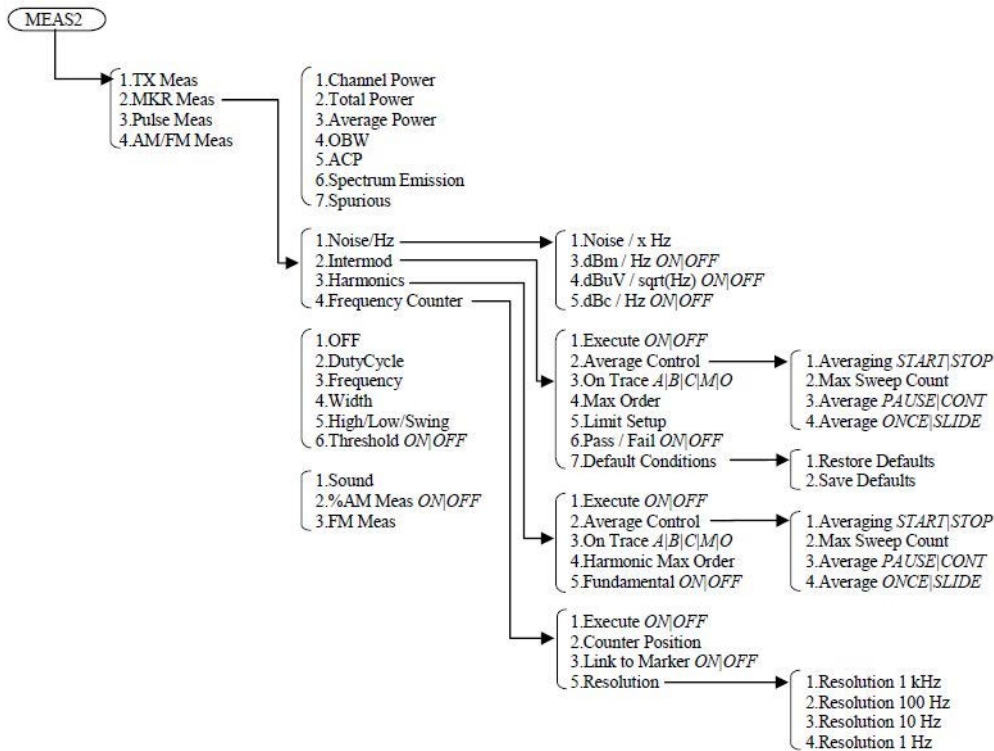 MEAS2
1.TX Meas
2.MKR Meas
3.Pulse Meas
4.AM/FM Meas
1.Channel Power
2.Total Power
3.Average Power
4.OBW
5.ACP
6.Spectrum Emission
7.Spurious
1.Noise/Hz
2.Intermod
3.Harmonics
4.Frequency Counter
1.Noise / x Hz
3.dBm / Hz ON|OFF
4.dBuV / sqrt(Hz) ON|OFF
5.dBc / Hz ON|OFF
1.OFF
2.DutyCycle
3.Frequency
4.Width
5.High/Low/Swing
6.Threshold ON|OFF
1.Execute ON|OFF
2.Average Control
3.On Trace A|B|C|M|O
4.Max Order
5.Limit Setup
6.Pass / Fail ON|OFF
7.Default Conditions
1.Averaging START|STOP
2.Max Sweep Count
3.Average PAUSE|CONT
4.Average ONCE|SLIDE
1.Restore Defaults
2.Save Defaults
1.Sound
2.%AM Meas ON|OFF
3.FM Meas
1.Execute ON|OFF
2.Average Control
3.On Trace A|B|C|M|O
4.Harmonic Max Order
5.Fundamental ON|OFF
1.Averaging START|STOP
2.Max Sweep Count
3.Average PAUSE|CONT
4.Average ONCE|SLIDE
1.Execute ON|OFF
2.Counter Position
3.Link to Marker ON|OFF
5.Resolution
1.Resolution 1 kHz
2.Resolution 100 Hz
3.Resolution 10 Hz
4.Resolution 1 Hz